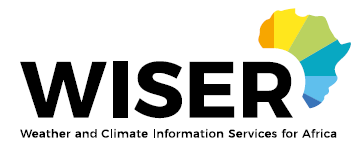 WISER
Weather and Climate Information Services for Africa